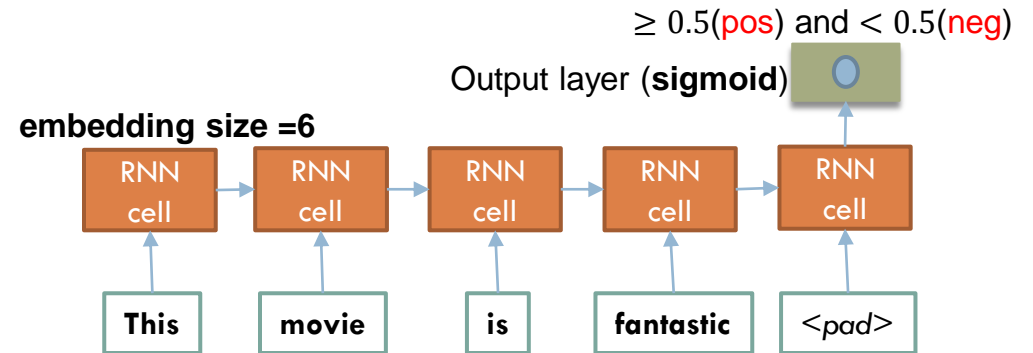 ≥ 0.5(pos) and < 0.5(neg)
Output layer (sigmoid)
embedding size =6
RNN cell
RNN cell
RNN cell
RNN cell
RNN cell
This
movie
is
fantastic
<pad>